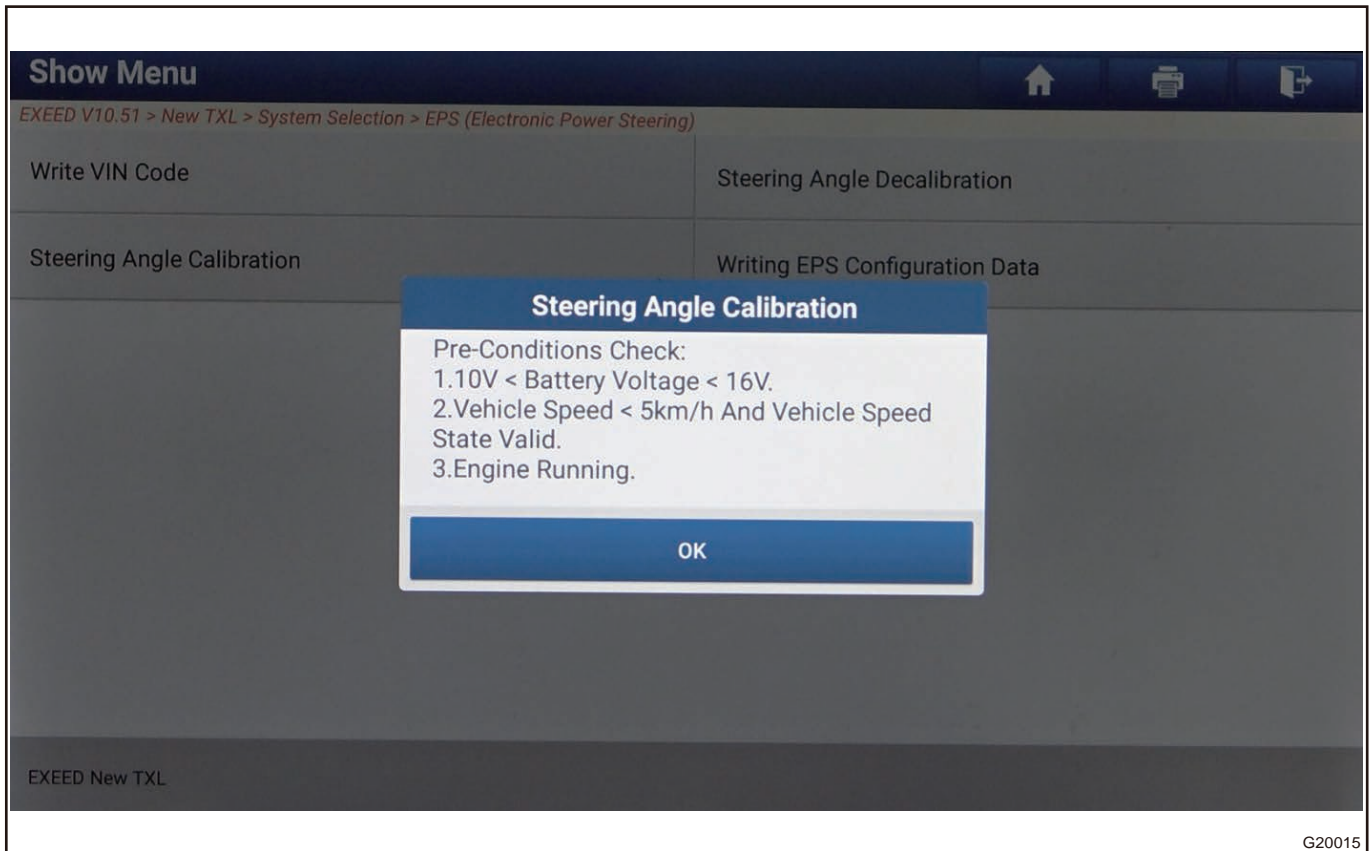 Show Menu
EXEED V10.51 > New TXL > System Selection > EPS (Electronic Power Steering)
Write VIN Code
Steering Angle Decalibration
Steering Angle Calibration
Writing EPS Configuration Data
Steering Angle Calibration
Pre-Conditions Check:
1.10V < Battery Voltage < 16V.
2.Vehicle Speed < 5km/h And Vehicle Speed
State Valid.
3.Engine Running.
OK
EXEED New TXL
G20015